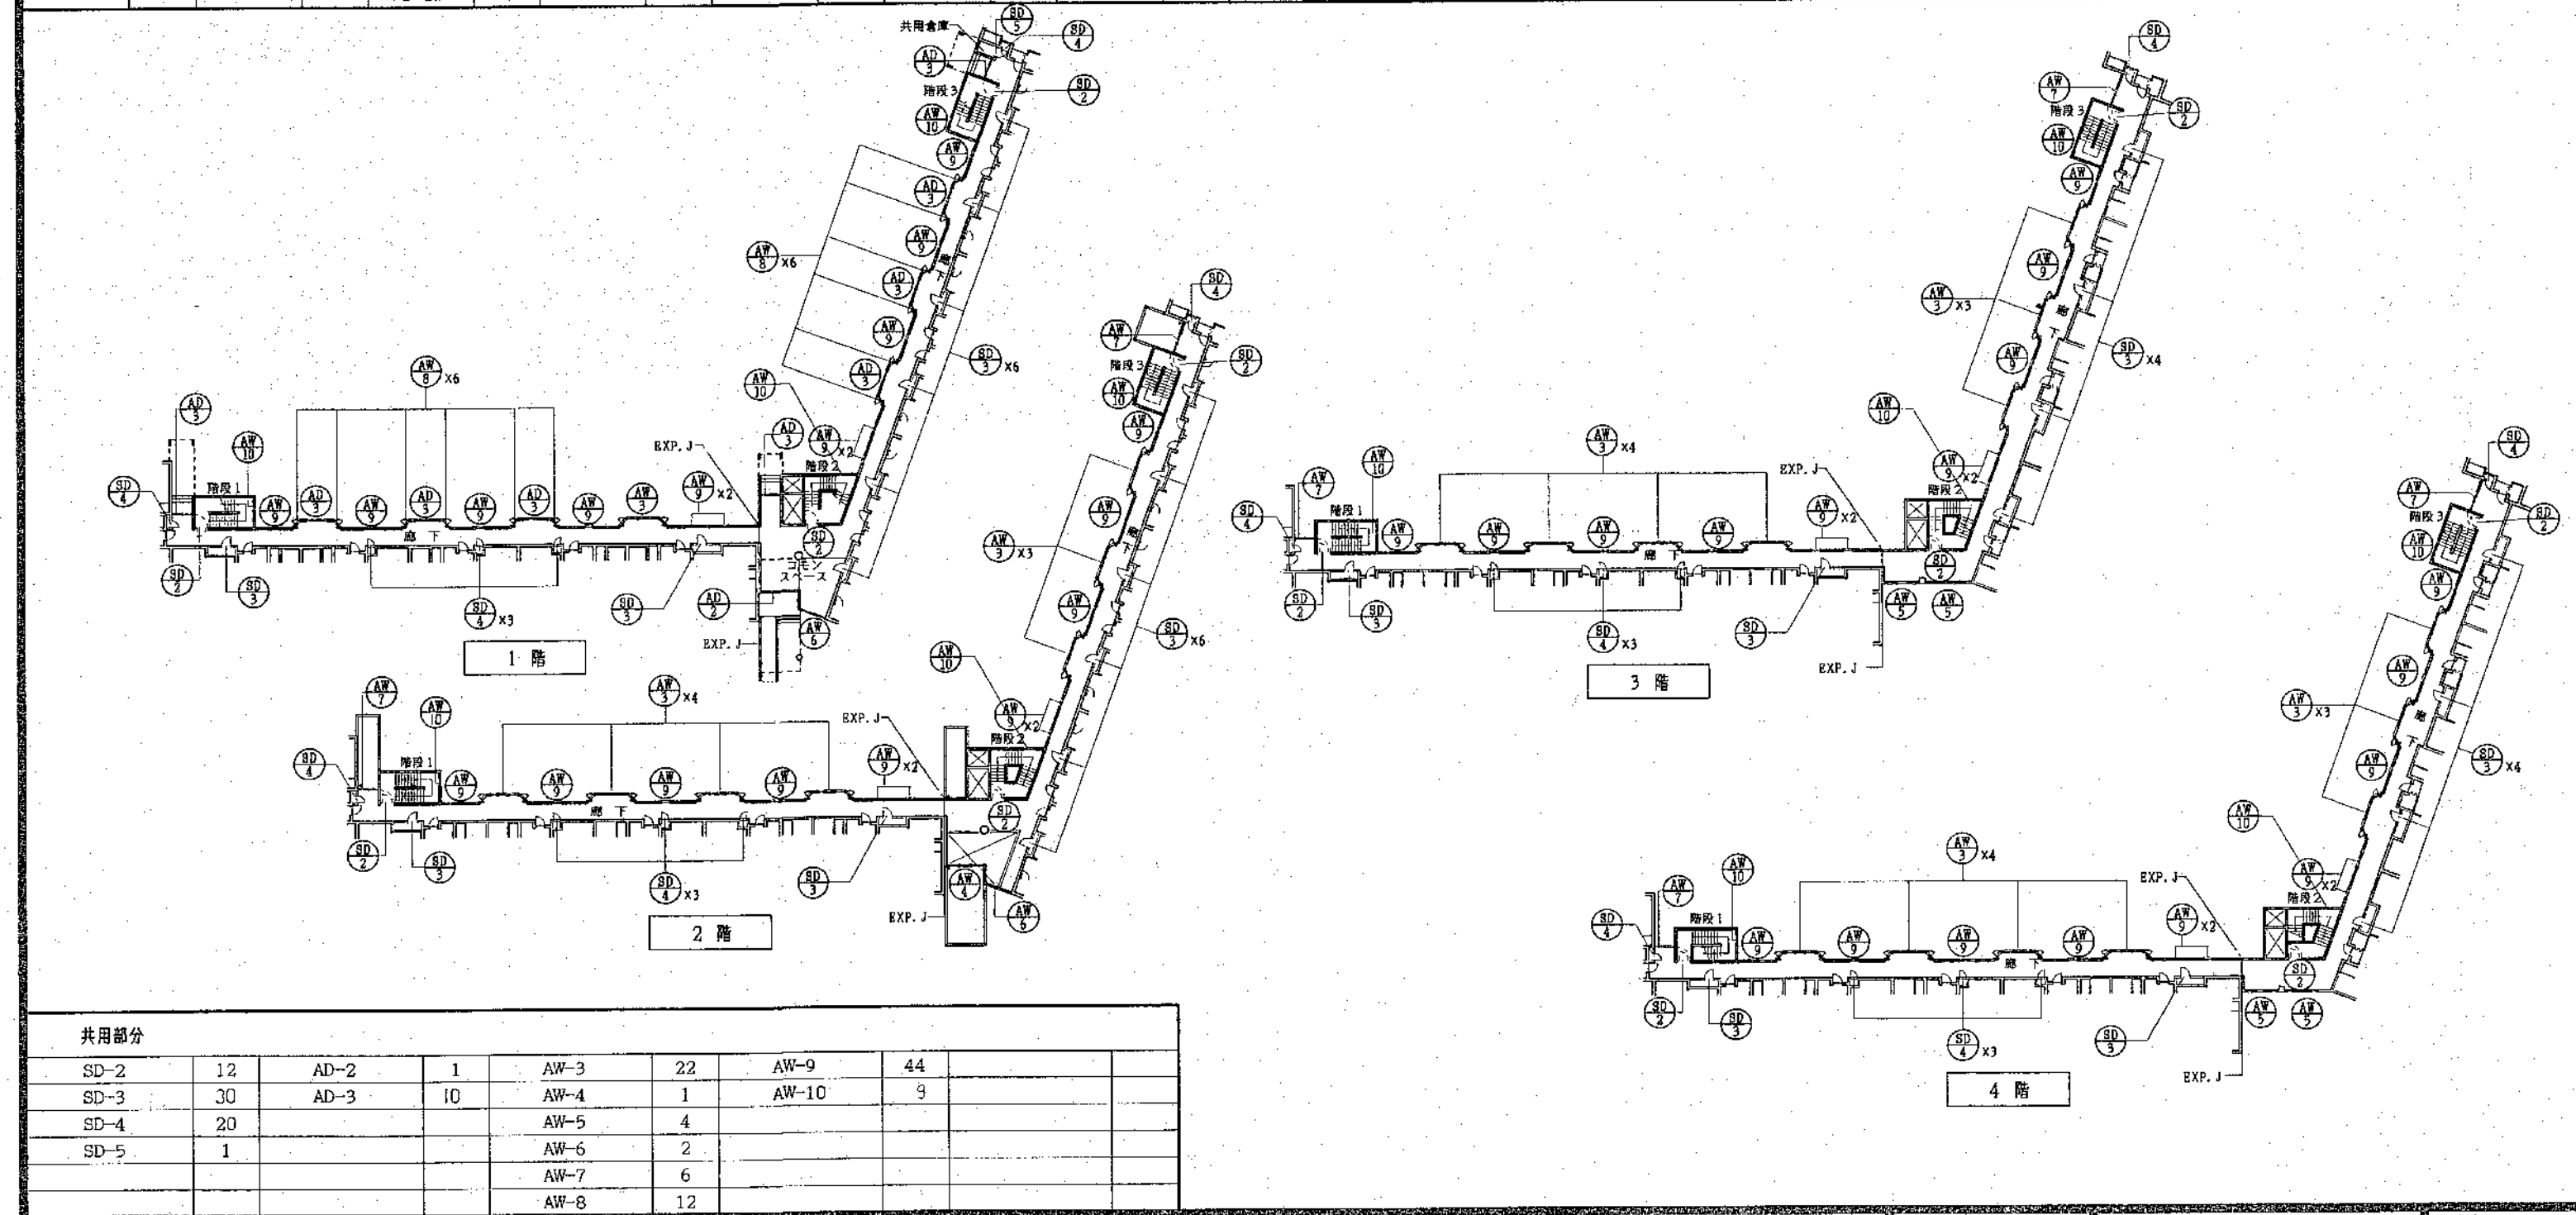 共用倉庫
SD 5
SD 4
AD 3
階段3
SD 2
AW 10
AW 9
AD 3
AW 9
AW 8 x6
AD 3
AW 9
SD 3 x6
AD 3
AW 10
AW 8 x6
AD 3
AW 10
EXP. J
AD 3
AW 9 x2
階段2
SD 4
階段1
AW 9
AD 3
AW 9
AD 3
AW 9
AD 3
AW 9
AW 3
AW 9 x2
廊下
廊下
SD 2
SD 2
SD 3
SD 4 x3
SD 3
コモンスペース
AD 2
AW 6
EXP. J
1 階
SD 4
AW 7
階段3
SD 2
AW 10
AW 9
AW 9
AW 3 x3
AW 9
廊下
SD 3 x6
AW 10
AW 7
AW 10
AW 3 x4
EXP. J
AW 9 x2
階段2
SD 4
階段1
AW 9
AW 9
AW 9
AW 9
AW 9 x2
廊下
SD 2
SD 2
SD 3
SD 4 x3
SD 3
AW 4
AW 6
EXP. J
2 階
SD 4
AW 7
階段3
SD 2
AW 10
AW 9
AW 9
AW 3 x3
AW 9
廊下
SD 3 x4
AW 10
AW 3 x4
AW 7
AW 10
EXP. J
AW 9 x2
階段2
SD 4
階段1
AW 9
AW 9
AW 9
AW 9
AW 9 x2
廊下
SD 2
SD 2
SD 3
SD 4 x3
SD 3
AW 5
AW 5
EXP. J
3 階
SD 4
AW 7
階段3
SD 2
AW 10
AW 9
AW 9
AW 3 x3
AW 9
廊下
SD 3 x4
AW 10
AW 3 x4
AW 7
AW 10
EXP. J
AW 9 x2
階段2
SD 4
階段1
AW 9
AW 9
AW 9
AW 9
AW 9 x2
廊下
SD 2
SD 2
SD 3
SD 4 x3
SD 3
AW 5
AW 5
EXP. J
4 階
共用部分
SD-2 12 AD-2 1 AW-3 22 AW-9 44
SD-3 30 AD-3 10 AW-4 1 AW-10 9
SD-4 20 AW-5 4
SD-5 1 AW-6 2
AW-7 6
AW-8 12